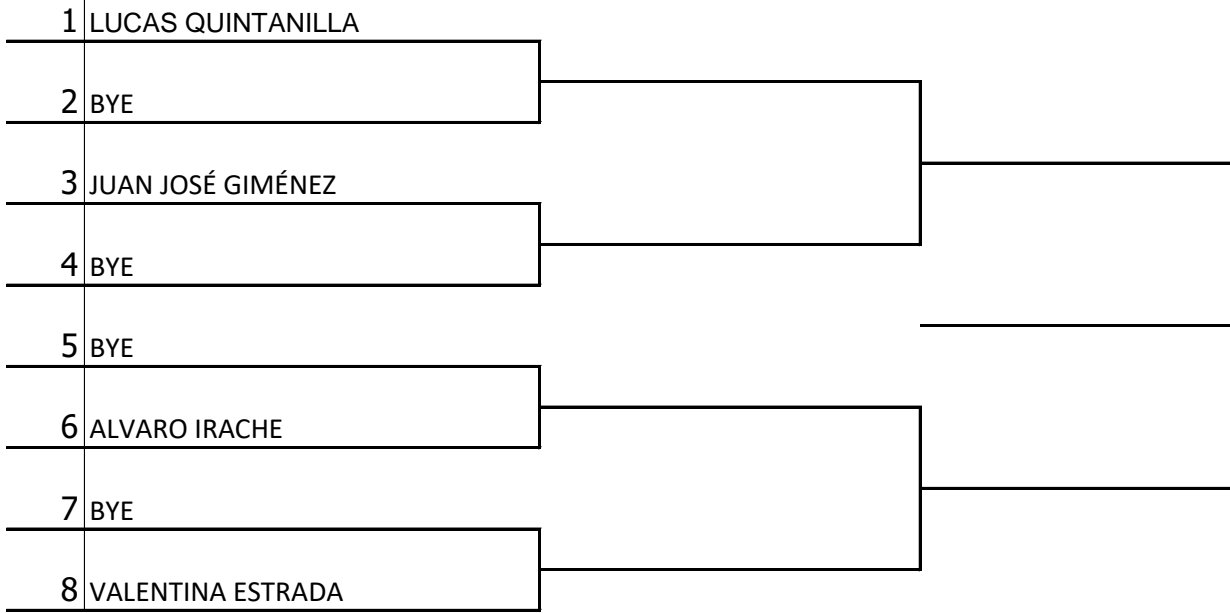 1 LUCAS QUINTANILLA
2 BYE
3 JUAN JOSÉ GIMÉNEZ
4 BYE
5 BYE
6 ALVARO IRACHE
7 BYE
8 VALENTINA ESTRADA